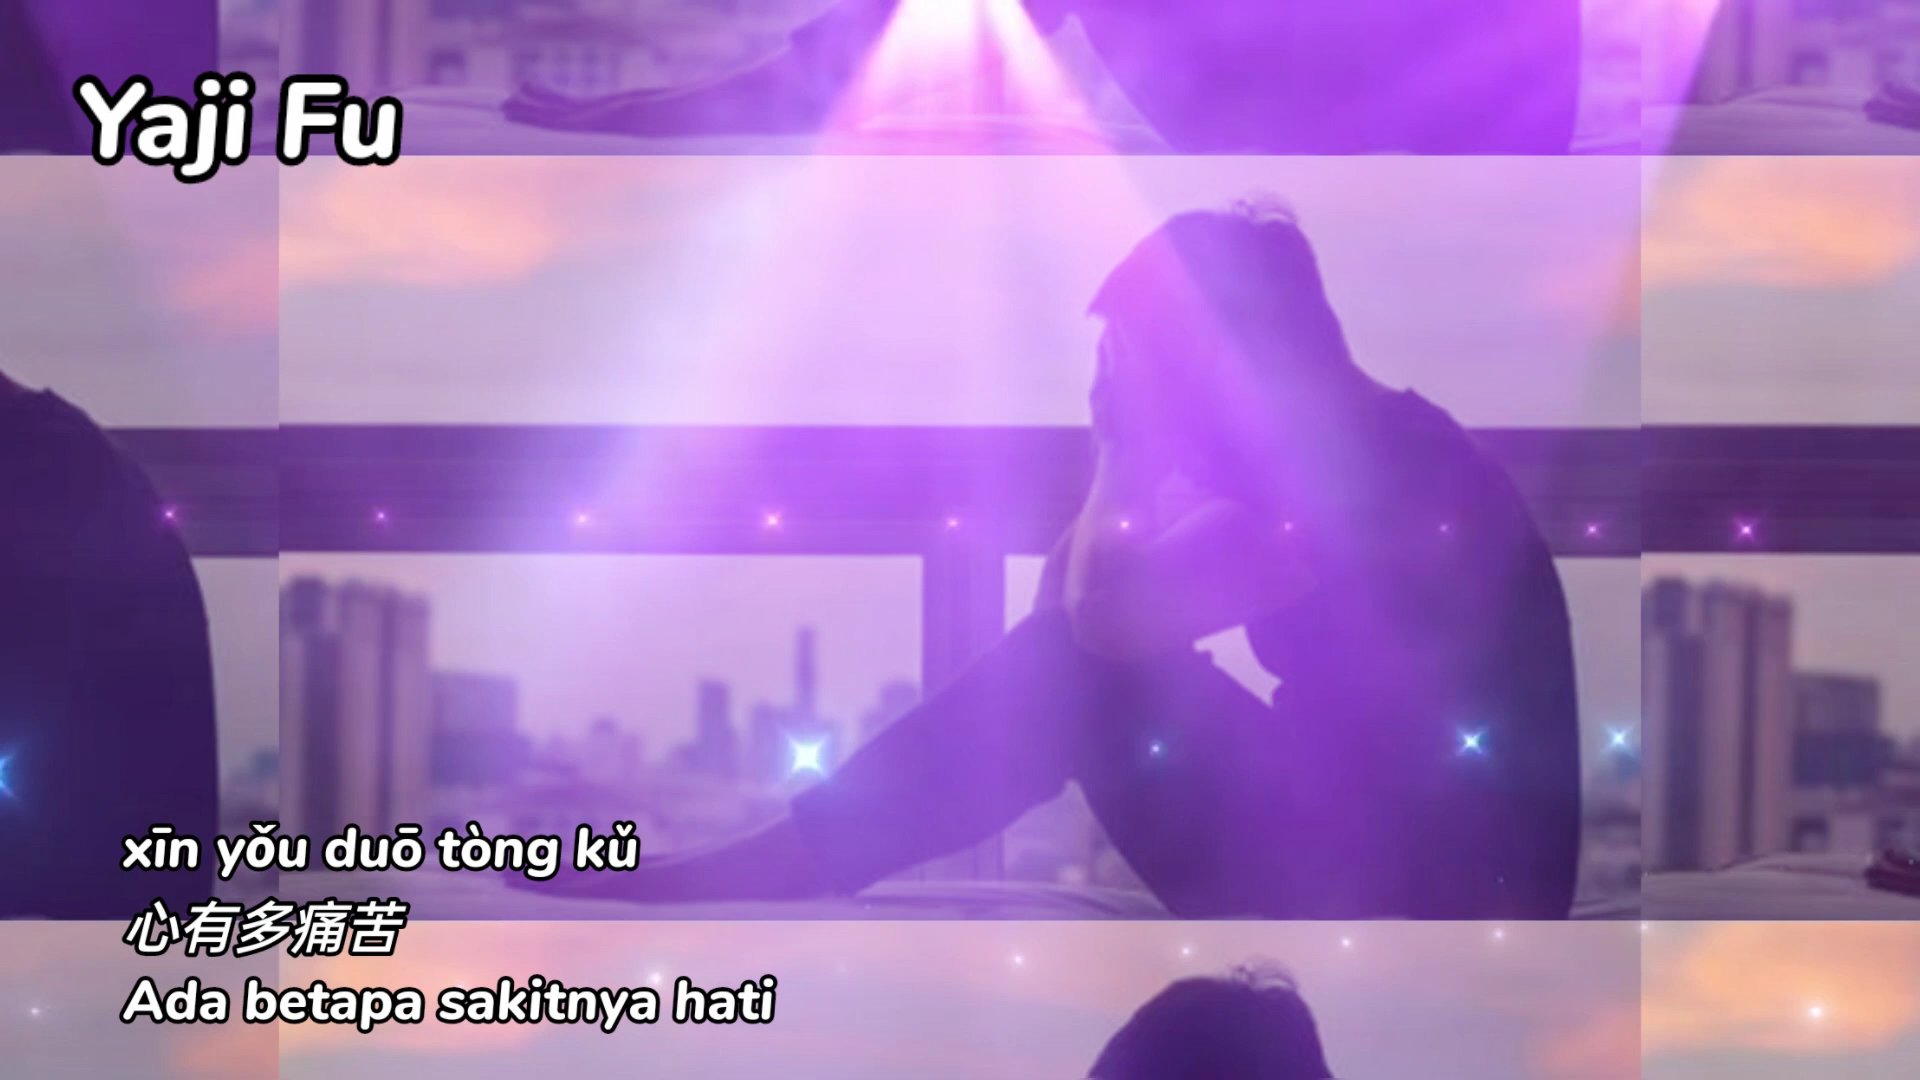 Yaji Fu
xīn yǒu duō tòng kǔ
心有多痛苦
Ada betapa sakitnya hati